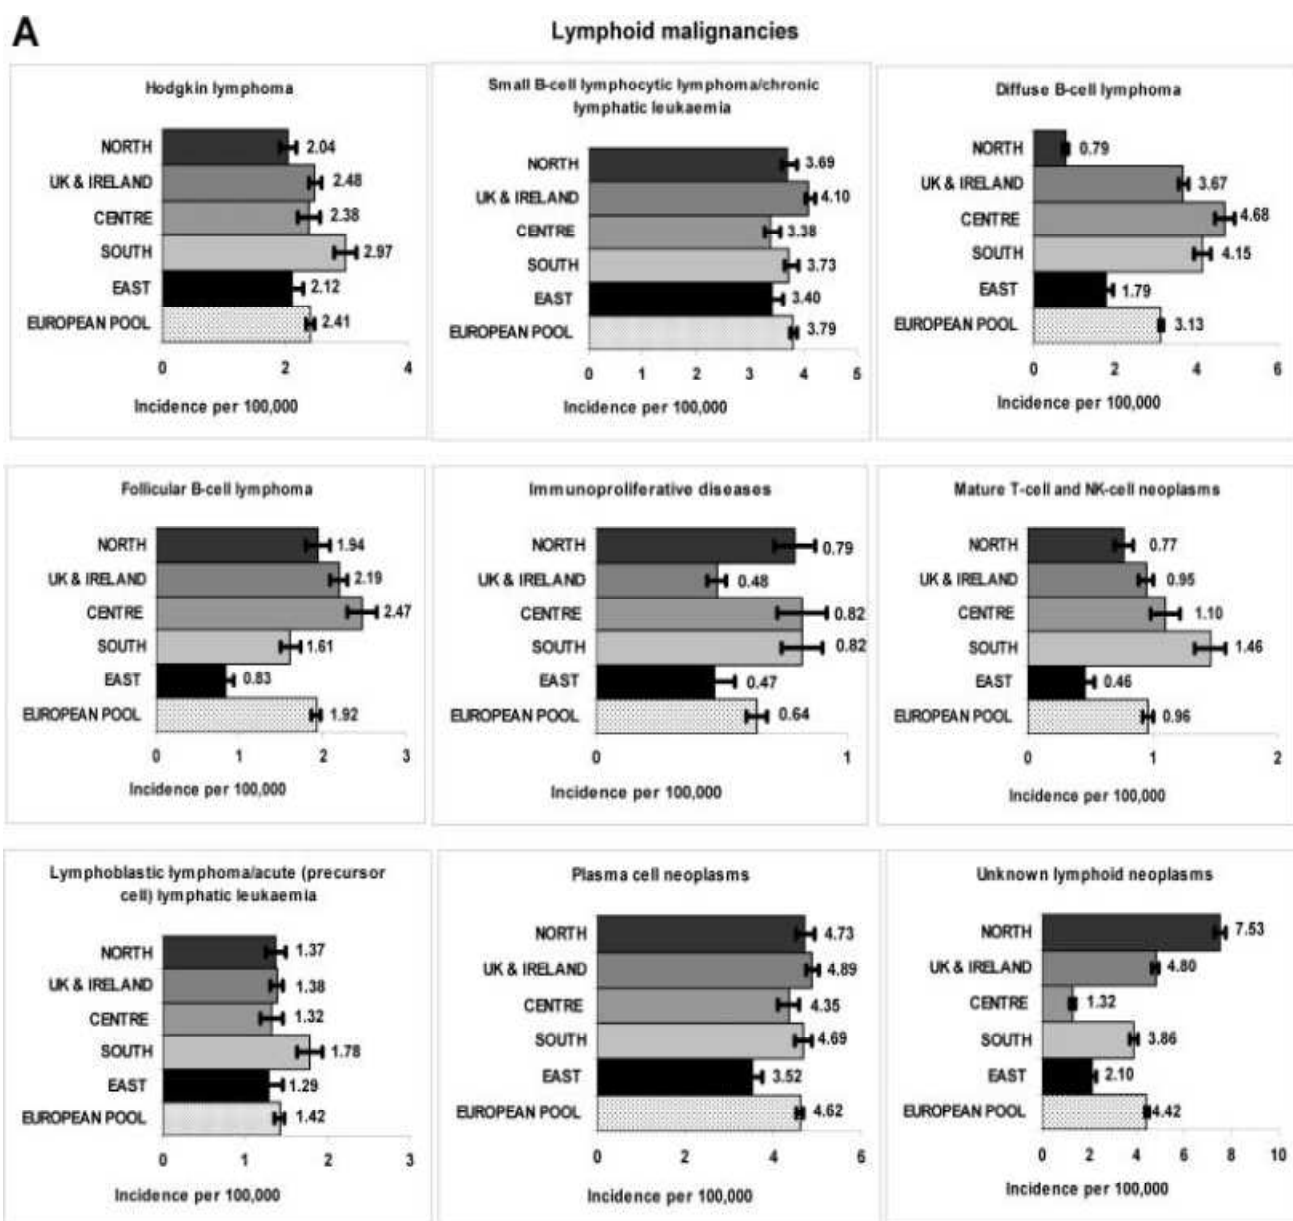 A
Lymphoid malignancies
Hodgkin lymphoma
NORTH 2.04
UK & IRELAND 2.48
CENTRE 2.38
SOUTH 2.97
EAST 2.12
EUROPEAN POOL 2.41
0 2 4
Incidence per 100,000
Small B-cell lymphocytic lymphoma/chronic
lymphatic leukaemia
NORTH 3.69
UK & IRELAND 4.10
CENTRE 3.38
SOUTH 3.73
EAST 3.40
EUROPEAN POOL 3.79
0 1 2 3 4 5
Incidence per 100,000
Diffuse B-cell lymphoma
NORTH 0.79
UK & IRELAND 3.67
CENTRE 4.68
SOUTH 4.15
EAST 1.79
EUROPEAN POOL 3.13
0 2 4 6
Incidence per 100,000
Follicular B-cell lymphoma
NORTH 1.94
UK & IRELAND 2.19
CENTRE 2.47
SOUTH 1.61
EAST 0.83
EUROPEAN POOL 1.92
0 1 2 3
Incidence per 100,000
Immunoproliferative diseases
NORTH 0.79
UK & IRELAND 0.48
CENTRE 0.82
SOUTH 0.82
EAST 0.47
EUROPEAN POOL 0.64
0 1
Incidence per 100,000
Mature T-cell and NK-cell neoplasms
NORTH 0.77
UK & IRELAND 0.95
CENTRE 1.10
SOUTH 1.46
EAST 0.46
EUROPEAN POOL 0.96
0 1 2
Incidence per 100,000
Lymphoblastic lymphoma/acute (precursor
cell) lymphatic leukaemia
NORTH 1.37
UK & IRELAND 1.38
CENTRE 1.32
SOUTH 1.78
EAST 1.29
EUROPEAN POOL 1.42
0 1 2 3
Incidence per 100,000
Plasma cell neoplasms
NORTH 4.73
UK & IRELAND 4.89
CENTRE 4.35
SOUTH 4.69
EAST 3.52
EUROPEAN POOL 4.62
0 2 4 6
Incidence per 100,000
Unknown lymphoid neoplasms
NORTH 7.53
UK & IRELAND 4.80
CENTRE 1.32
SOUTH 3.86
EAST 2.10
EUROPEAN POOL 4.42
0 2 4 6 8 10
Incidence per 100,000